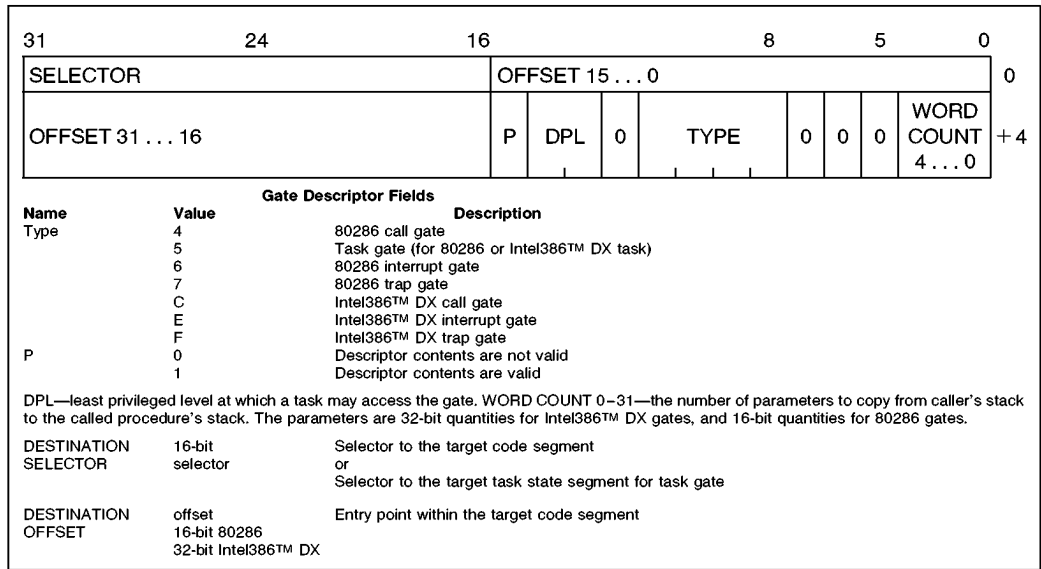 31 24 16 8 5 0
SELECTOR OFFSET 15 . . . 0 0
OFFSET 31 . . . 16 P DPL 0 TYPE 0 0 0 WORD COUNT 4 . . . 0 +4
Gate Descriptor Fields
Name Value Description
Type 4 80286 call gate
5 Task gate (for 80286 or Intel386™ DX task)
6 80286 interrupt gate
7 80286 trap gate
C Intel386™ DX call gate
E Intel386™ DX interrupt gate
F Intel386™ DX trap gate
P 0 Descriptor contents are not valid
1 Descriptor contents are valid
DPL—least privileged level at which a task may access the gate. WORD COUNT 0–31—the number of parameters to copy from caller's stack
to the called procedure's stack. The parameters are 32-bit quantities for Intel386™ DX gates, and 16-bit quantities for 80286 gates.
DESTINATION 16-bit Selector to the target code segment
SELECTOR selector or
Selector to the target task state segment for task gate
DESTINATION offset Entry point within the target code segment
OFFSET 16-bit 80286
32-bit Intel386™ DX